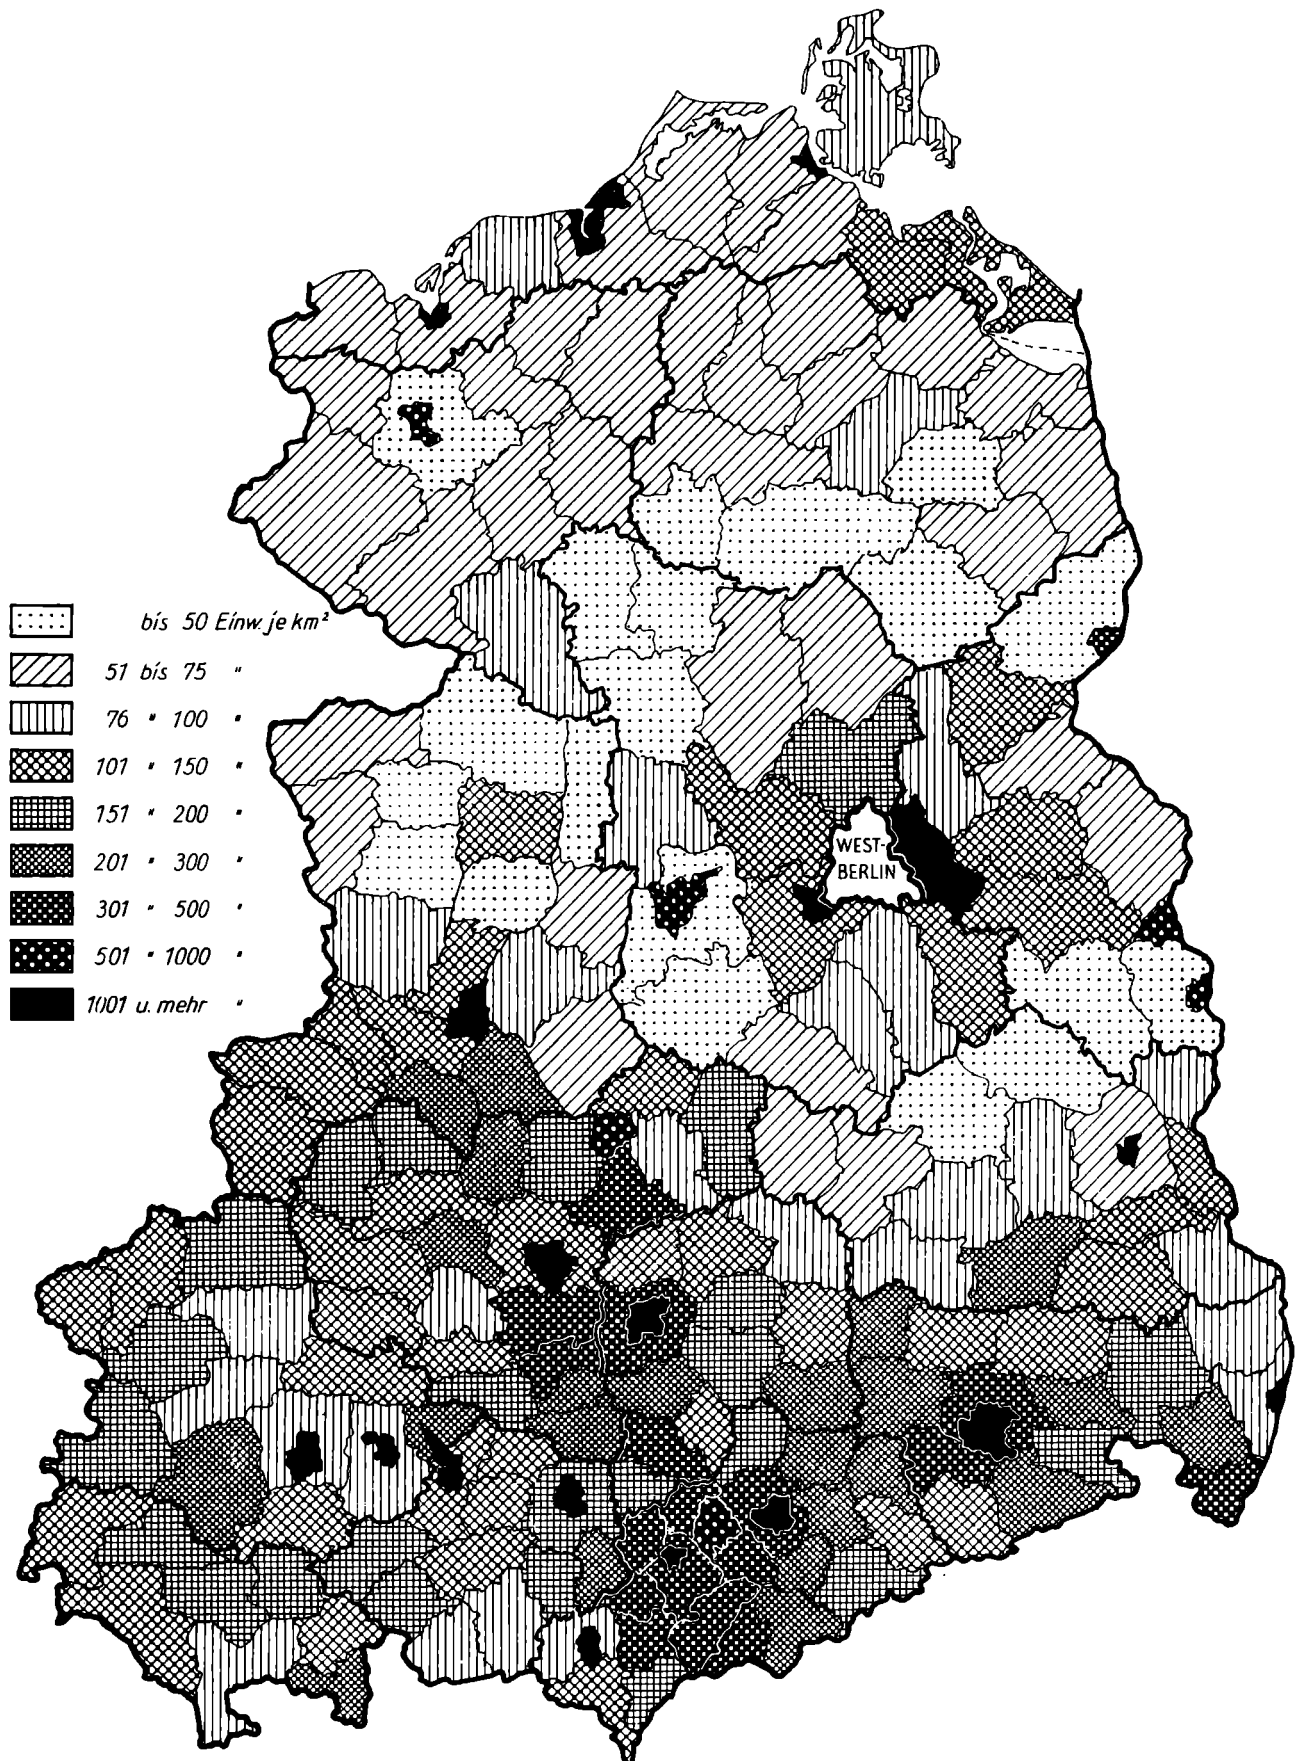 WEST-
BERLIN
bis 50 Einw. je km²
51 bis 75 "
76 " 100 "
101 " 150 "
151 " 200 "
201 " 300 "
301 " 500 "
501 " 1000 "
1001 u. mehr "